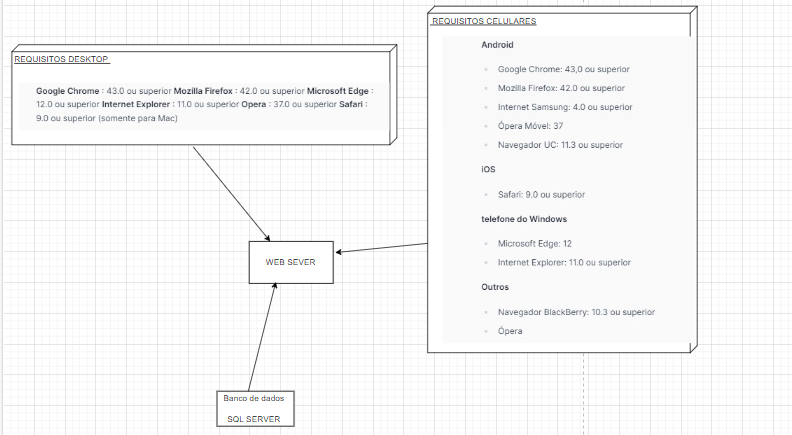 REQUISITOS DESKTOP
Google Chrome : 43.0 ou superior Mozilla Firefox : 42.0 ou superior Microsoft Edge :
12.0 ou superior Internet Explorer : 11.0 ou superior Opera : 37.0 ou superior Safari :
9.0 ou superior (somente para Mac)
REQUISITOS CELULARES
Android
Google Chrome: 43,0 ou superior
Mozilla Firefox: 42.0 ou superior
Internet Samsung: 4.0 ou superior
Ópera Móvel: 37
Navegador UC: 11.3 ou superior
iOS
Safari: 9.0 ou superior
telefone do Windows
Microsoft Edge: 12
Internet Explorer: 11.0 ou superior
Outros
Navegador BlackBerry: 10.3 ou superior
Ópera
WEB SEVER
Banco de dados
SQL SERVER